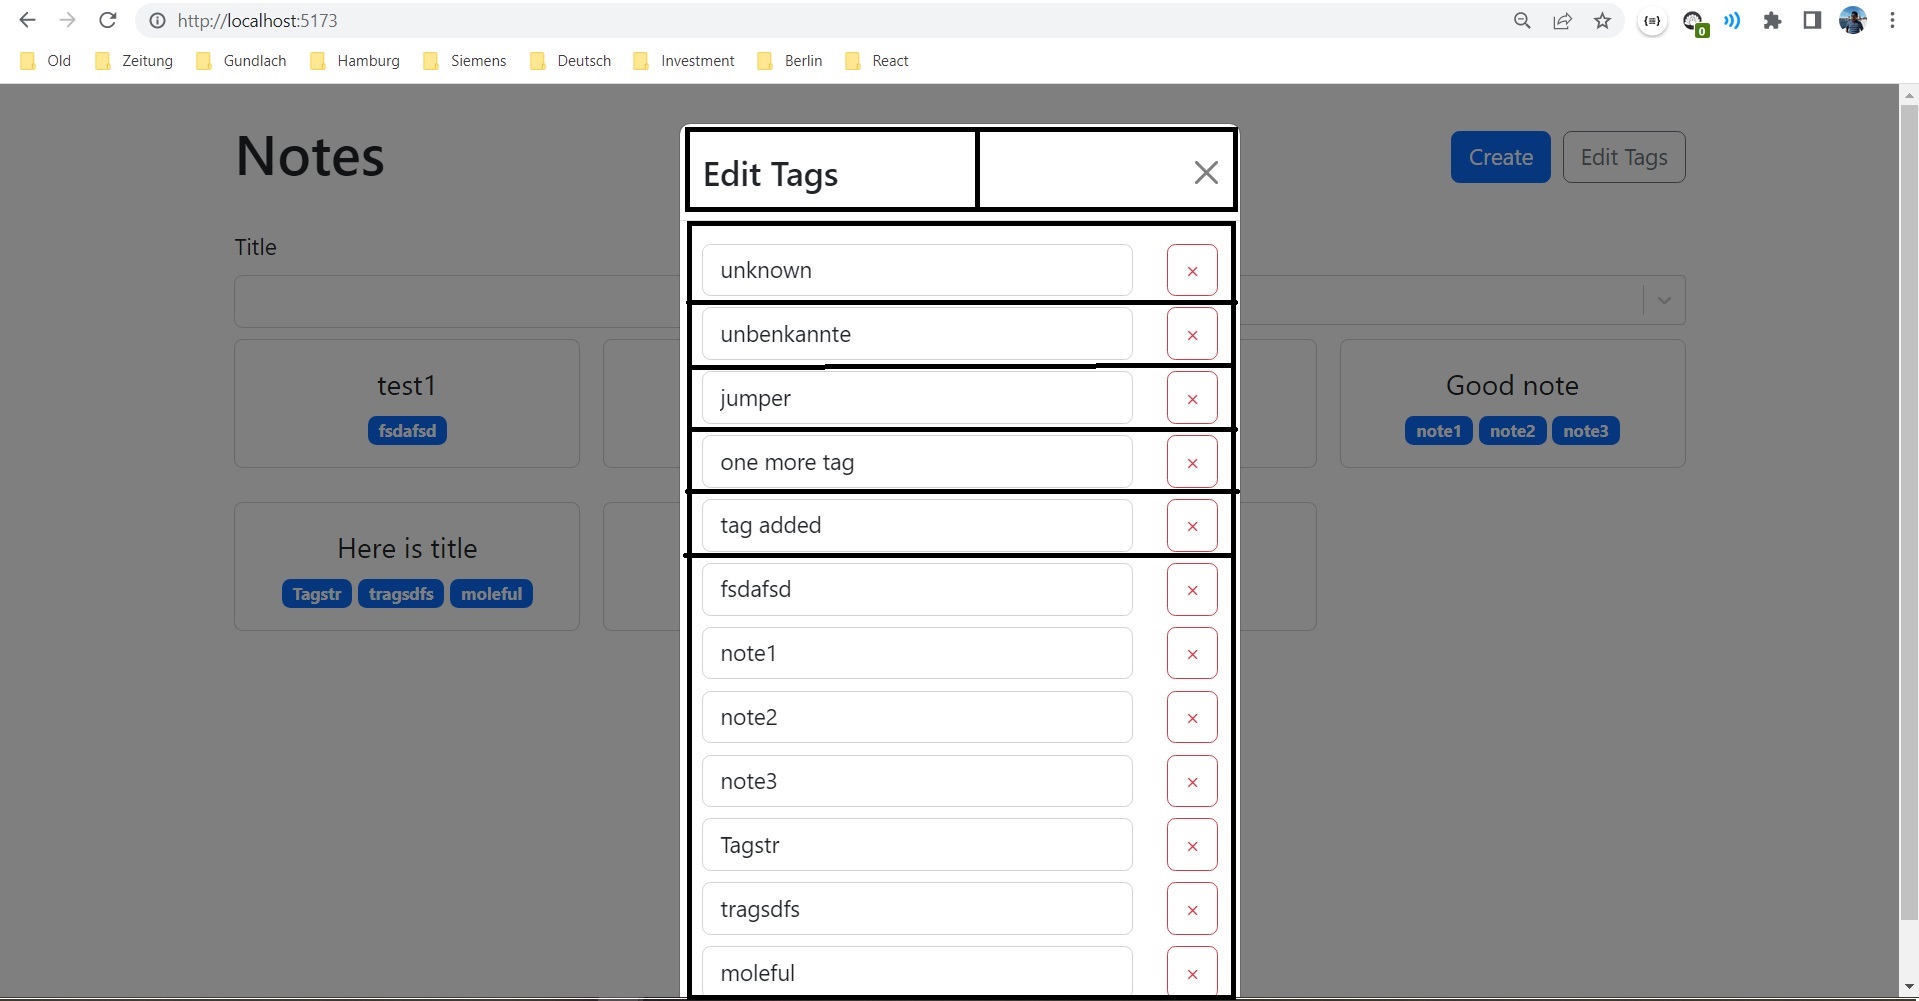 http://localhost:5173
0
Old Zeitung Gundlach Hamburg Siemens Deutsch Investment Berlin React
Notes
Create Edit Tags
Title
test1
fsdafsd
Good note
note1 note2 note3
Here is title
Tagstr tragsdfs moleful
Edit Tags
unknown ×
unbenkannte ×
jumper ×
one more tag ×
tag added ×
fsdafsd ×
note1 ×
note2 ×
note3 ×
Tagstr ×
tragsdfs ×
moleful ×